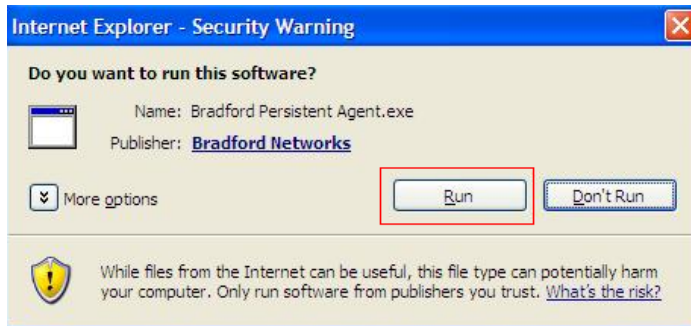 Internet Explorer - Security Warning
Do you want to run this software?
Name: Bradford Persistent Agent.exe
Publisher: Bradford Networks
More options
Run
Don't Run
While files from the Internet can be useful, this file type can potentially harm
your computer. Only run software from publishers you trust. What's the risk?